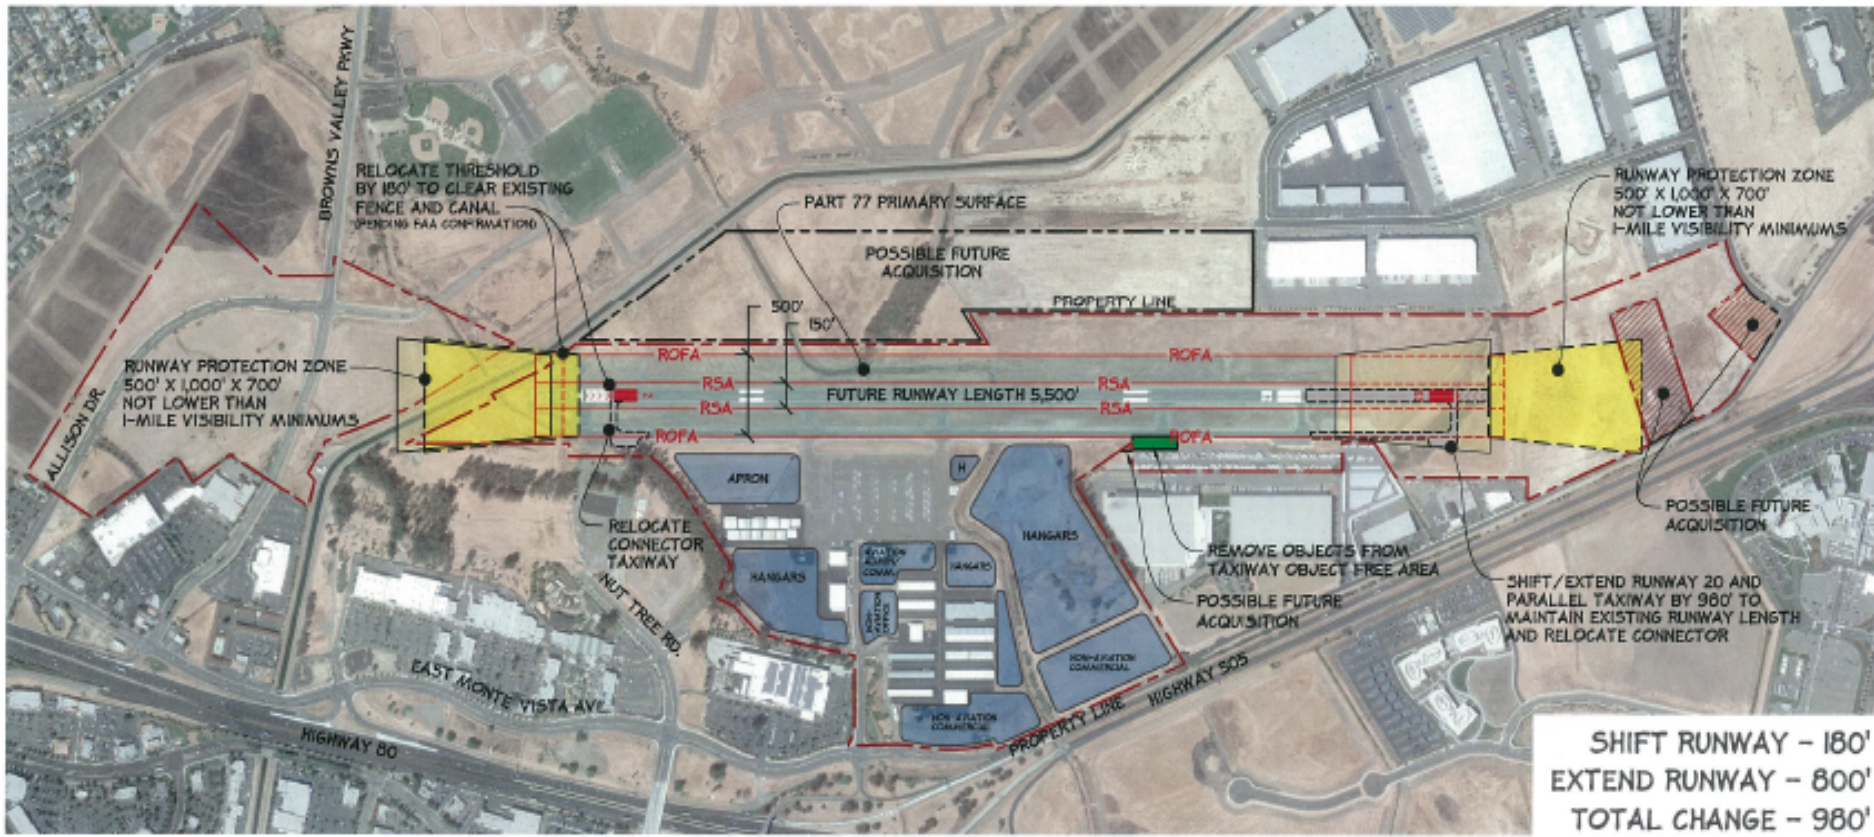 BROWNS VALLEY PKWY
RELOCATE THRESHOLD
BY 180' TO CLEAR EXISTING
FENCE AND CANAL
(PENDING FAA CONFIRMATION)
PART 77 PRIMARY SURFACE
POSSIBLE FUTURE
ACQUISITION
PROPERTY LINE
RUNWAY PROTECTION ZONE
500' X 1,000' X 700'
NOT LOWER THAN
1-MILE VISIBILITY MINIMUMS
500'
150'
ROFA
ROFA
RSA
RSA
FUTURE RUNWAY LENGTH 5,500'
RSA
RSA
ROFA
ROFA
RUNWAY PROTECTION ZONE
500' X 1,000' X 700'
NOT LOWER THAN
1-MILE VISIBILITY MINIMUMS
ALLISON DR
APRON
H
HANGARS
HANGARS
AVIATION
HANGARS
RELOCATE
CONNECTOR
TAXIWAY
NUT TREE RD.
REMOVE OBJECTS FROM
TAXIWAY OBJECT FREE AREA
POSSIBLE FUTURE
ACQUISITION
POSSIBLE FUTURE
ACQUISITION
SHIFT/EXTEND RUNWAY 20 AND
PARALLEL TAXIWAY BY 980' TO
MAINTAIN EXISTING RUNWAY LENGTH
AND RELOCATE CONNECTOR
NON-AVIATION
COMMERCIAL
NON-AVIATION
COMMERCIAL
EAST MONTE VISTA AVE
HIGHWAY 80
PROPERTY LINE
HIGHWAY 505
SHIFT RUNWAY - 180'
EXTEND RUNWAY - 800'
TOTAL CHANGE - 980'